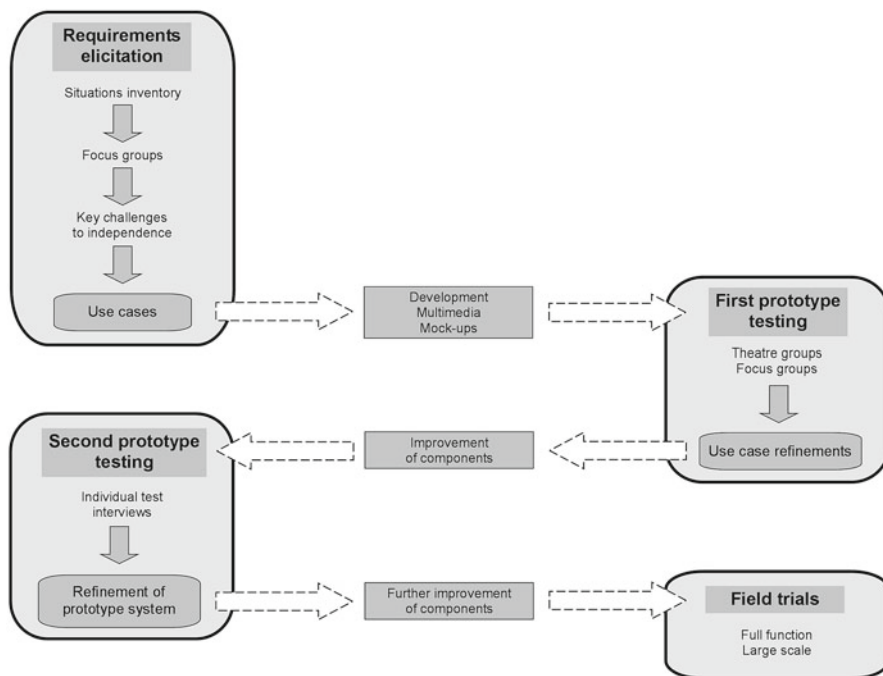 Requirements
elicitation
Situations inventory
Focus groups
Key challenges
to independence
Use cases
Development
Multimedia
Mock-ups
First prototype
testing
Theatre groups
Focus groups
Use case refinements
Improvement
of components
Second prototype
testing
Individual test
interviews
Refinement of
prototype system
Further improvement
of components
Field trials
Full function
Large scale